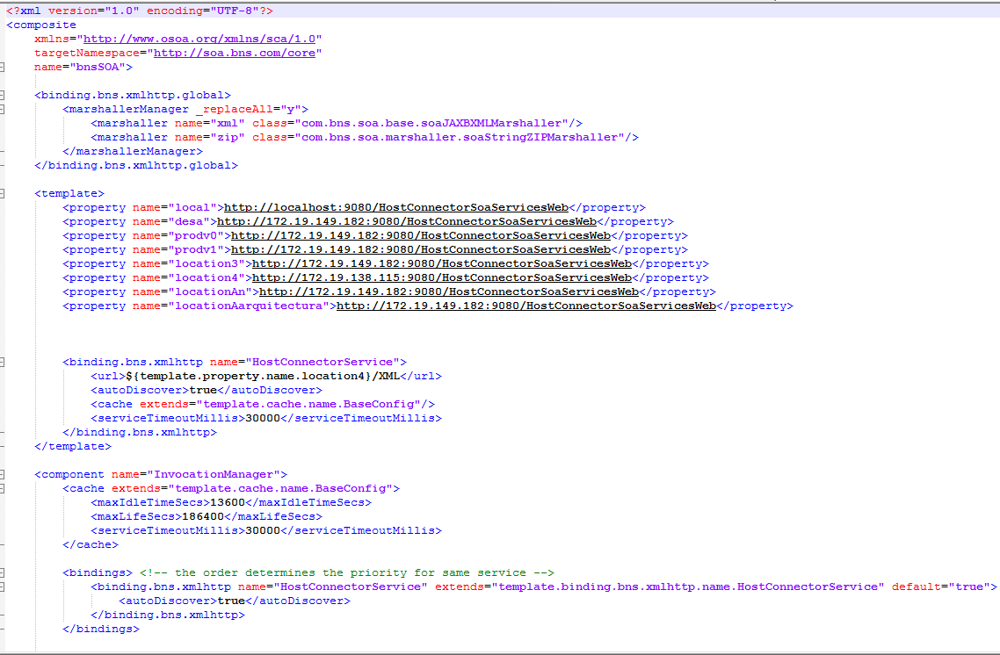 <?xml version="1.0" encoding="UTF-8"?>
<composite
xmlns="http://www.osoa.org/xmlns/sca/1.0"
targetNamespace="http://soa.bns.com/core"
name="bnsSOA">
<binding.bns.xmlhttp.global>
<marshallerManager _replaceAll="y">
<marshaller name="xml" class="com.bns.soa.base.soaJAXBXMLMarshaller"/>
<marshaller name="zip" class="com.bns.soa.marshaller.soaStringZIPMarshaller"/>
</marshallerManager>
</binding.bns.xmlhttp.global>
<template>
<property name="local">http://localhost:9080/HostConnectorSoaServicesWeb</property>
<property name="desa">http://172.19.149.182:9080/HostConnectorSoaServicesWeb</property>
<property name="prodv0">http://172.19.149.182:9080/HostConnectorSoaServicesWeb</property>
<property name="prodv1">http://172.19.149.182:9080/HostConnectorSoaServicesWeb</property>
<property name="location3">http://172.19.149.182:9080/HostConnectorSoaServicesWeb</property>
<property name="location4">http://172.19.138.115:9080/HostConnectorSoaServicesWeb</property>
<property name="locationAn">http://172.19.149.182:9080/HostConnectorSoaServicesWeb</property>
<property name="locationAarquitectura">http://172.19.149.182:9080/HostConnectorSoaServicesWeb</property>
<binding.bns.xmlhttp name="HostConnectorService">
<url>${template.property.name.location4}/XML</url>
<autoDiscover>true</autoDiscover>
<cache extends="template.cache.name.BaseConfig"/>
<serviceTimeoutMillis>30000</serviceTimeoutMillis>
</binding.bns.xmlhttp>
</template>
<component name="InvocationManager">
<cache extends="template.cache.name.BaseConfig">
<maxIdleTimeSecs>13600</maxIdleTimeSecs>
<maxLifeSecs>186400</maxLifeSecs>
<serviceTimeoutMillis>30000</serviceTimeoutMillis>
</cache>
<bindings> <!-- the order determines the priority for same service -->
<binding.bns.xmlhttp name="HostConnectorService" extends="template.binding.bns.xmlhttp.name.HostConnectorService" default="true">
<autoDiscover>true</autoDiscover>
</binding.bns.xmlhttp>
</bindings>